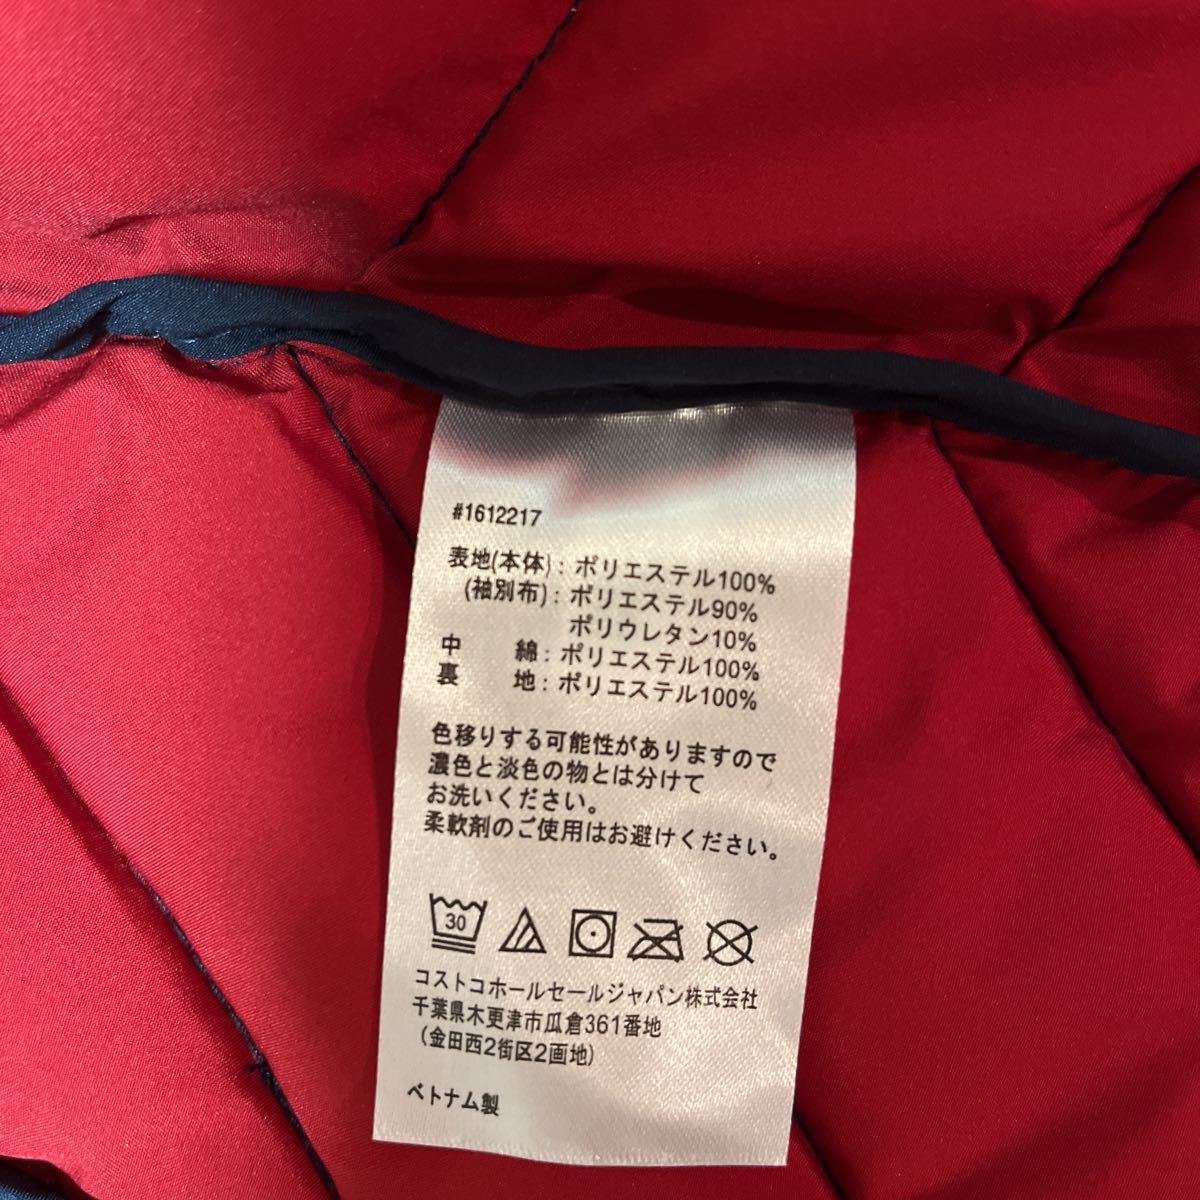 #1612217
表地(本体):ポリエステル100%
(袖別布):ポリエステル90%
ポリウレタン10%
中 綿:ポリエステル100%
裏 地:ポリエステル100%
色移りする可能性がありますので
濃色と淡色の物とは分けて
お洗いください。
柔軟剤のご使用はお避けください。
30
コストコホールセールジャパン株式会社
千葉県木更津市瓜倉361番地
(金田西2街区2画地)
ベトナム製